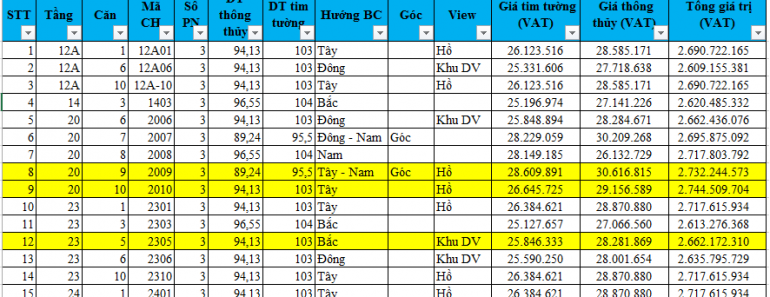 STT Tầng Căn Mã CH Số PN DT thông thủy DT tim tường Hướng BC Góc View Giá tim tường (VAT) Giá thông thủy (VAT) Tổng giá trị (VAT)
1 12A 1 12A01 3 94,13 103 Tây Hồ 26.123.516 28.585.171 2.690.722.165
2 12A 6 12A06 3 94,13 103 Đông Khu DV 25.331.606 27.718.638 2.609.155.381
3 12A 10 12A-10 3 94,13 103 Tây Hồ 26.123.516 28.585.171 2.690.722.165
4 14 3 1403 3 96,55 104 Bắc 25.196.974 27.141.226 2.620.485.332
5 20 6 2006 3 94,13 103 Đông Khu DV 25.848.894 28.284.671 2.662.436.076
6 20 7 2007 3 89,24 95,5 Đông - Nam Góc 28.229.059 30.209.268 2.695.875.092
7 20 8 2008 3 96,55 104 Nam 28.149.185 26.132.729 2.717.803.792
8 20 9 2009 3 89,24 95,5 Tây - Nam Góc Hồ 28.609.891 30.616.815 2.732.244.573
9 20 10 2010 3 94,13 103 Tây Hồ 26.645.725 29.156.589 2.744.509.704
10 23 1 2301 3 94,13 103 Tây Hồ 26.384.621 28.870.880 2.717.615.934
11 23 3 2303 3 96,55 104 Bắc 25.127.657 27.066.560 2.613.276.368
12 23 5 2305 3 94,13 103 Bắc Khu DV 25.846.333 28.281.869 2.662.172.310
13 23 6 2306 3 94,13 103 Đông Khu DV 25.590.250 28.001.654 2.635.795.729
14 23 10 2310 3 94,13 103 Tây Hồ 26.384.621 28.870.880 2.717.615.934
15 24 1 2401 3 94,13 103 Tây Hồ 26.384.621 28.870.880 2.717.615.934